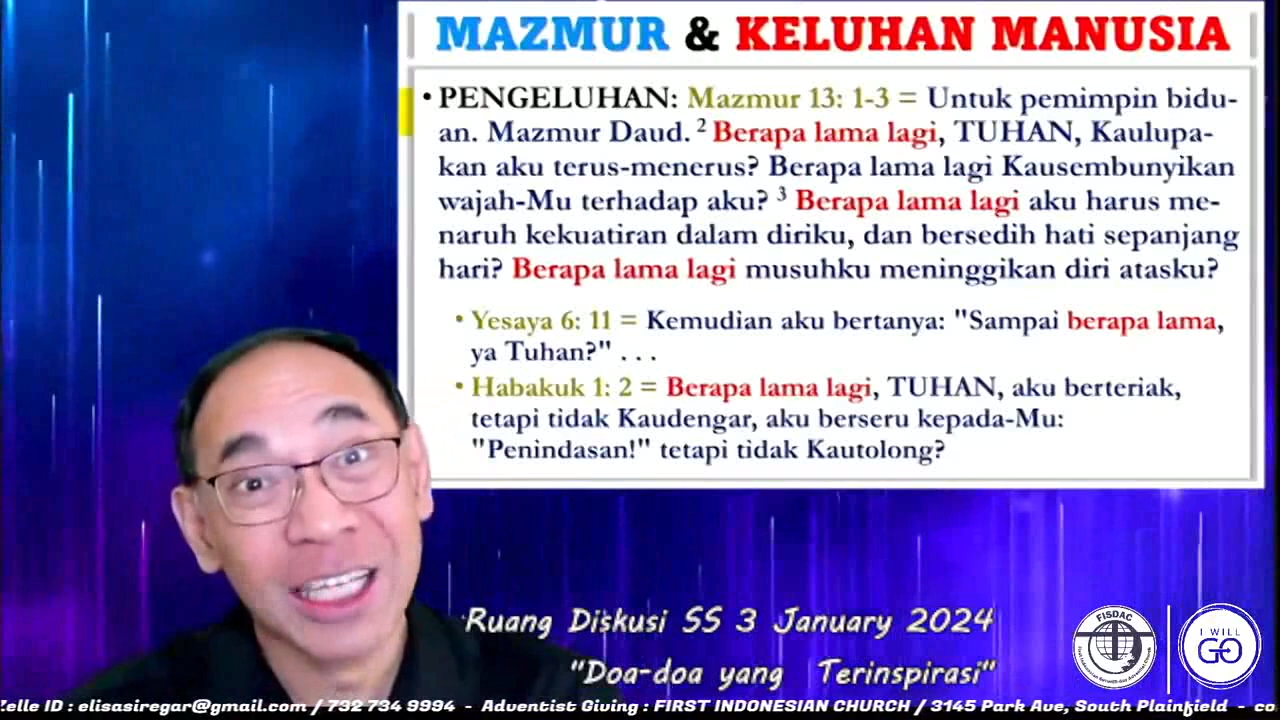 MAZMUR & KELUHAN MANUSIA
• PENGELUHAN: Mazmur 13: 1-3 = Untuk pemimpin bidu-
an. Mazmur Daud. ² Berapa lama lagi, TUHAN, Kaulupa-
kan aku terus-menerus? Berapa lama lagi Kausembunyikan
wajah-Mu terhadap aku? ³ Berapa lama lagi aku harus me-
naruh kekuatiran dalam diriku, dan bersedih hati sepanjang
hari? Berapa lama lagi musuhku meninggikan diri atasku?
• Yesaya 6: 11 = Kemudian aku bertanya: "Sampai berapa lama,
ya Tuhan?" . . .
• Habakuk 1: 2 = Berapa lama lagi, TUHAN, aku berteriak,
tetapi tidak Kaudengar, aku berseru kepada-Mu:
"Penindasan!" tetapi tidak Kautolong?
Ruang Diskusi SS 3 January 2024
"Doa-doa yang Terinspirasi"
FISDAC
I WILL
GO
Zelle ID : elisasiregar@gmail.com / 732 734 9994 - Adventist Giving : FIRST INDONESIAN CHURCH / 3145 Park Ave, South Plainfield - co